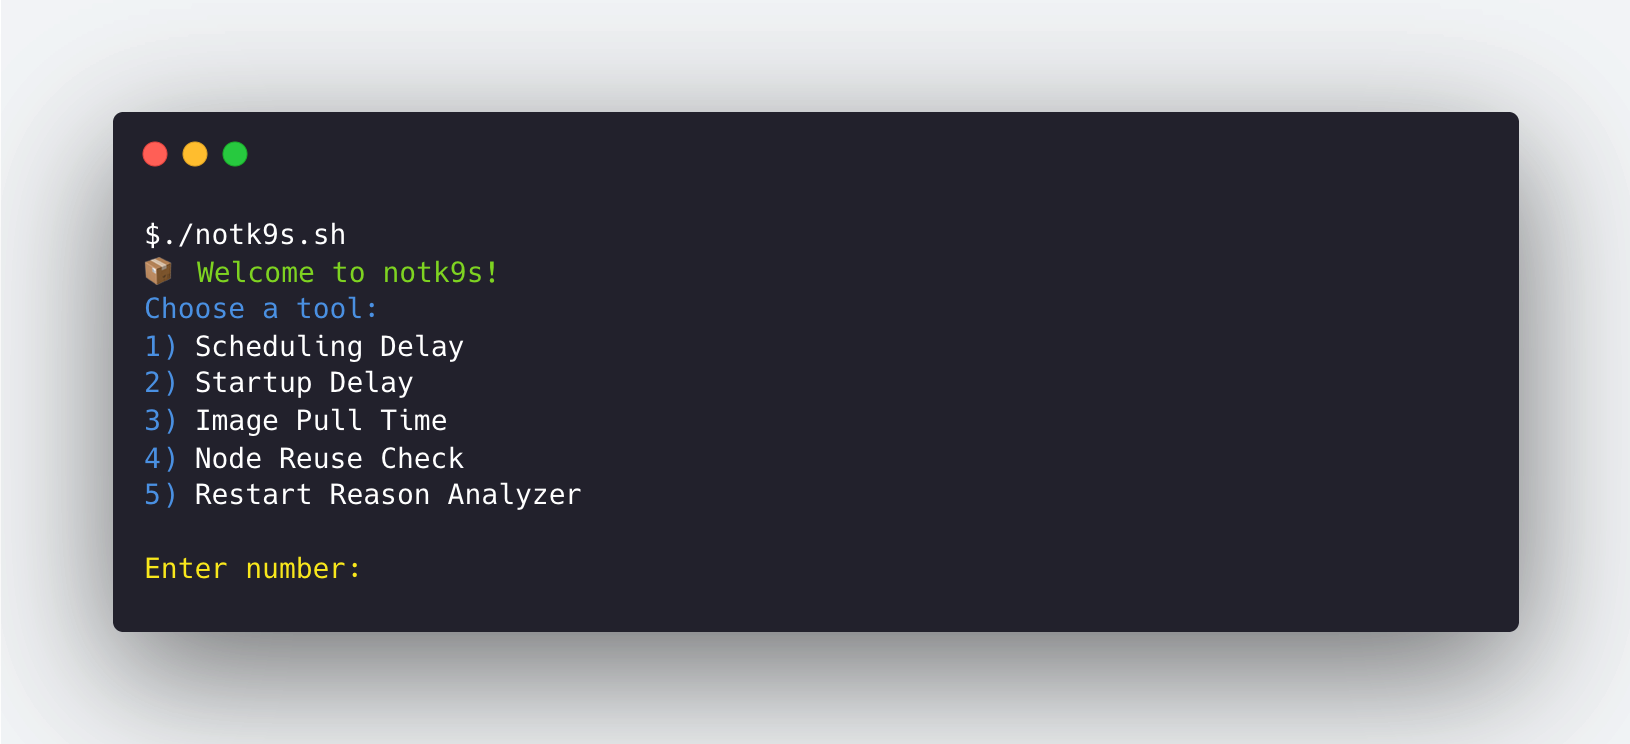 $./notk9s.sh
📦 Welcome to notk9s!
Choose a tool:
1) Scheduling Delay
2) Startup Delay
3) Image Pull Time
4) Node Reuse Check
5) Restart Reason Analyzer
Enter number: